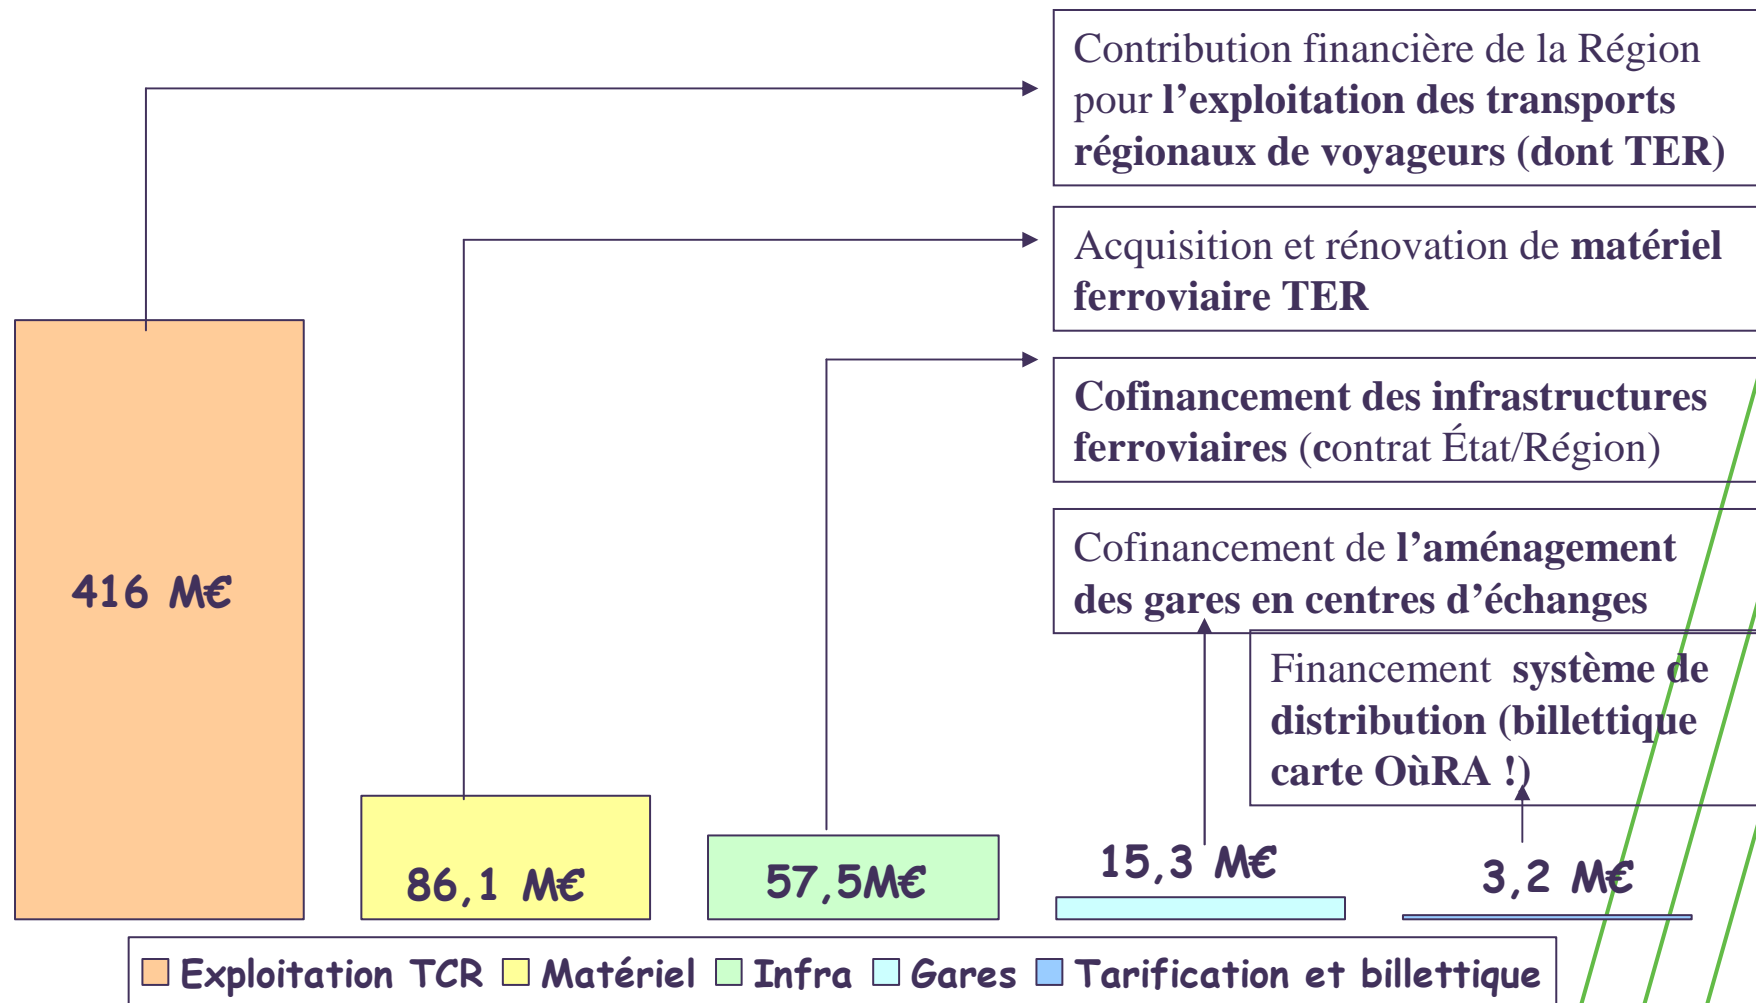 Contribution financière de la Région
pour l’exploitation des transports
régionaux de voyageurs (dont TER)
Acquisition et rénovation de matériel
ferroviaire TER
Cofinancement des infrastructures
ferroviaires (contrat État/Région)
Cofinancement de l’aménagement
des gares en centres d’échanges
Financement système de
distribution (billettique
carte OùRA !)
416 M€
86,1 M€
57,5M€
15,3 M€
3,2 M€
Exploitation TCR Matériel Infra Gares Tarification et billettique